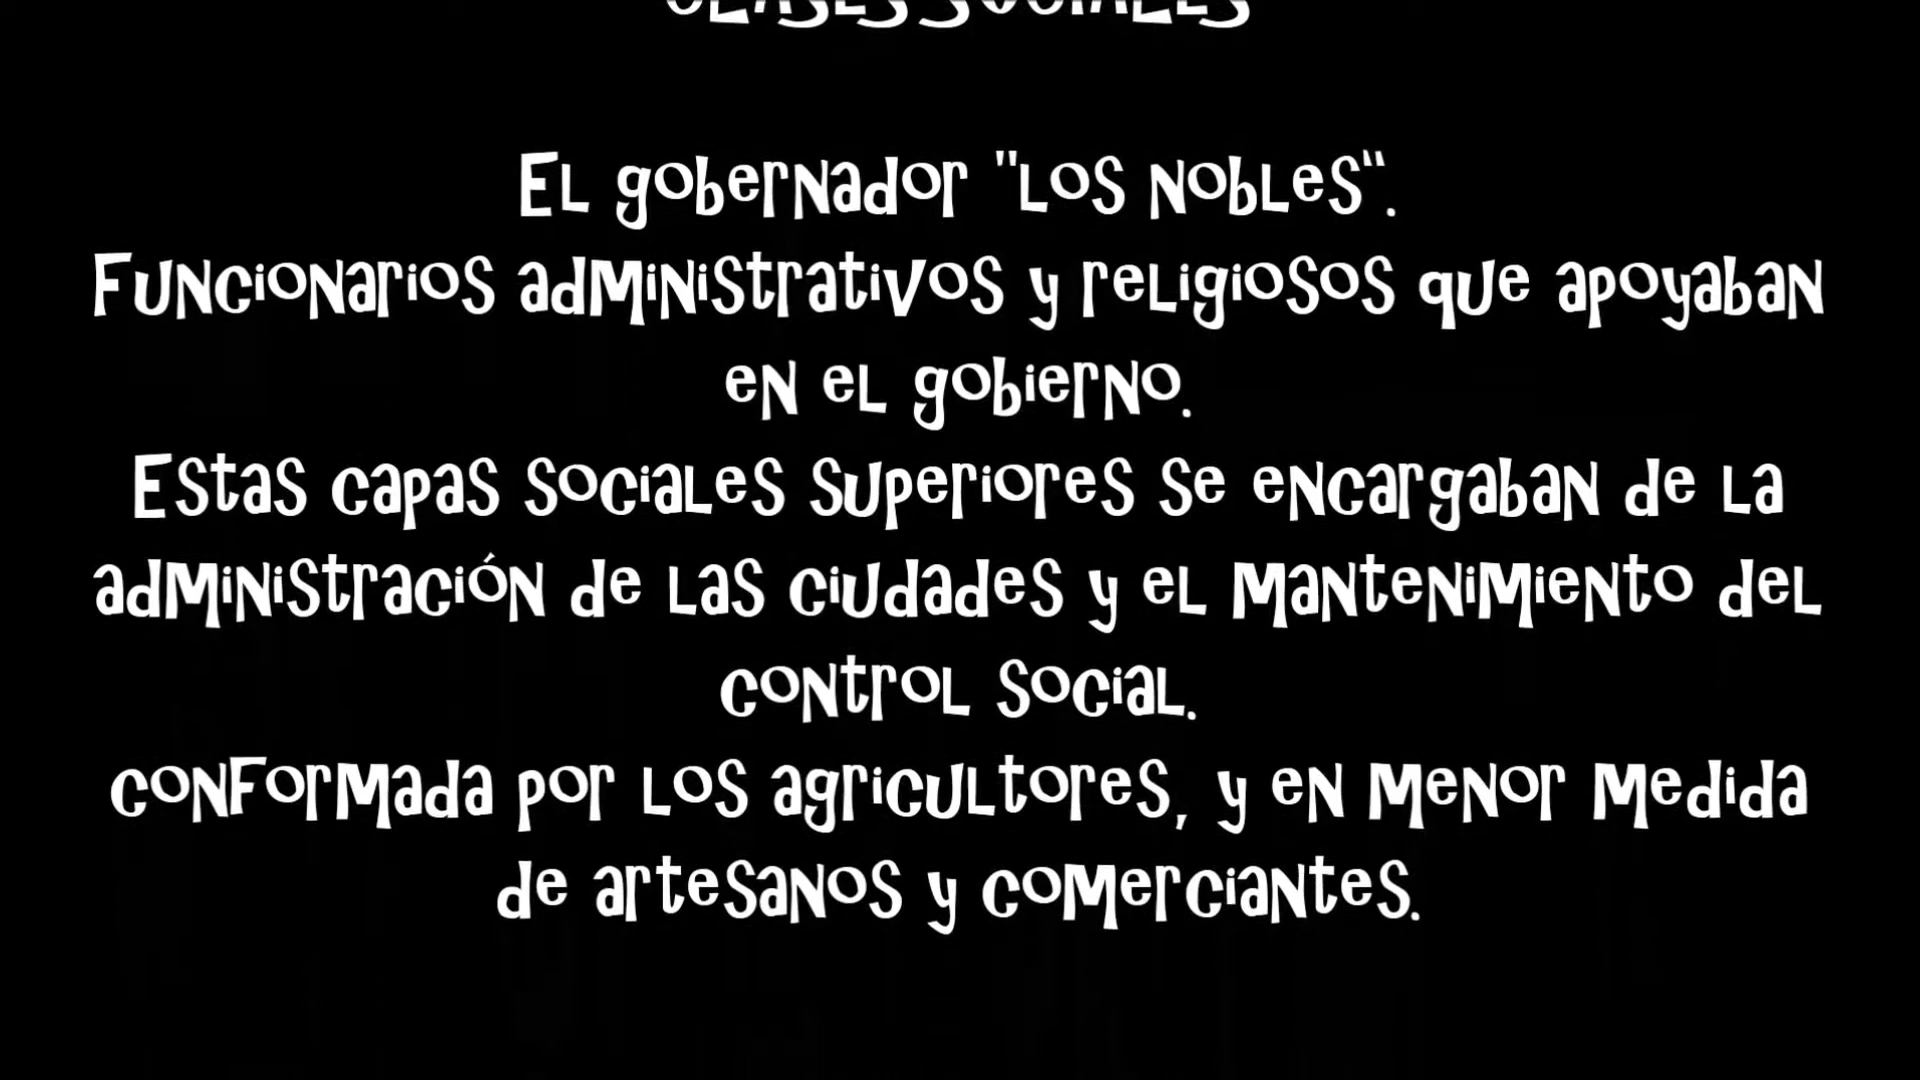 CLASES SOCIALES
El gobernador "los nobles".
Funcionarios administrativos y religiosos que apoyaban
en el gobierno.
Estas capas sociales superiores se encargaban de la
administración de las ciudades y el mantenimiento del
control social.
conformada por los agricultores, y en menor medida
de artesanos y comerciantes.